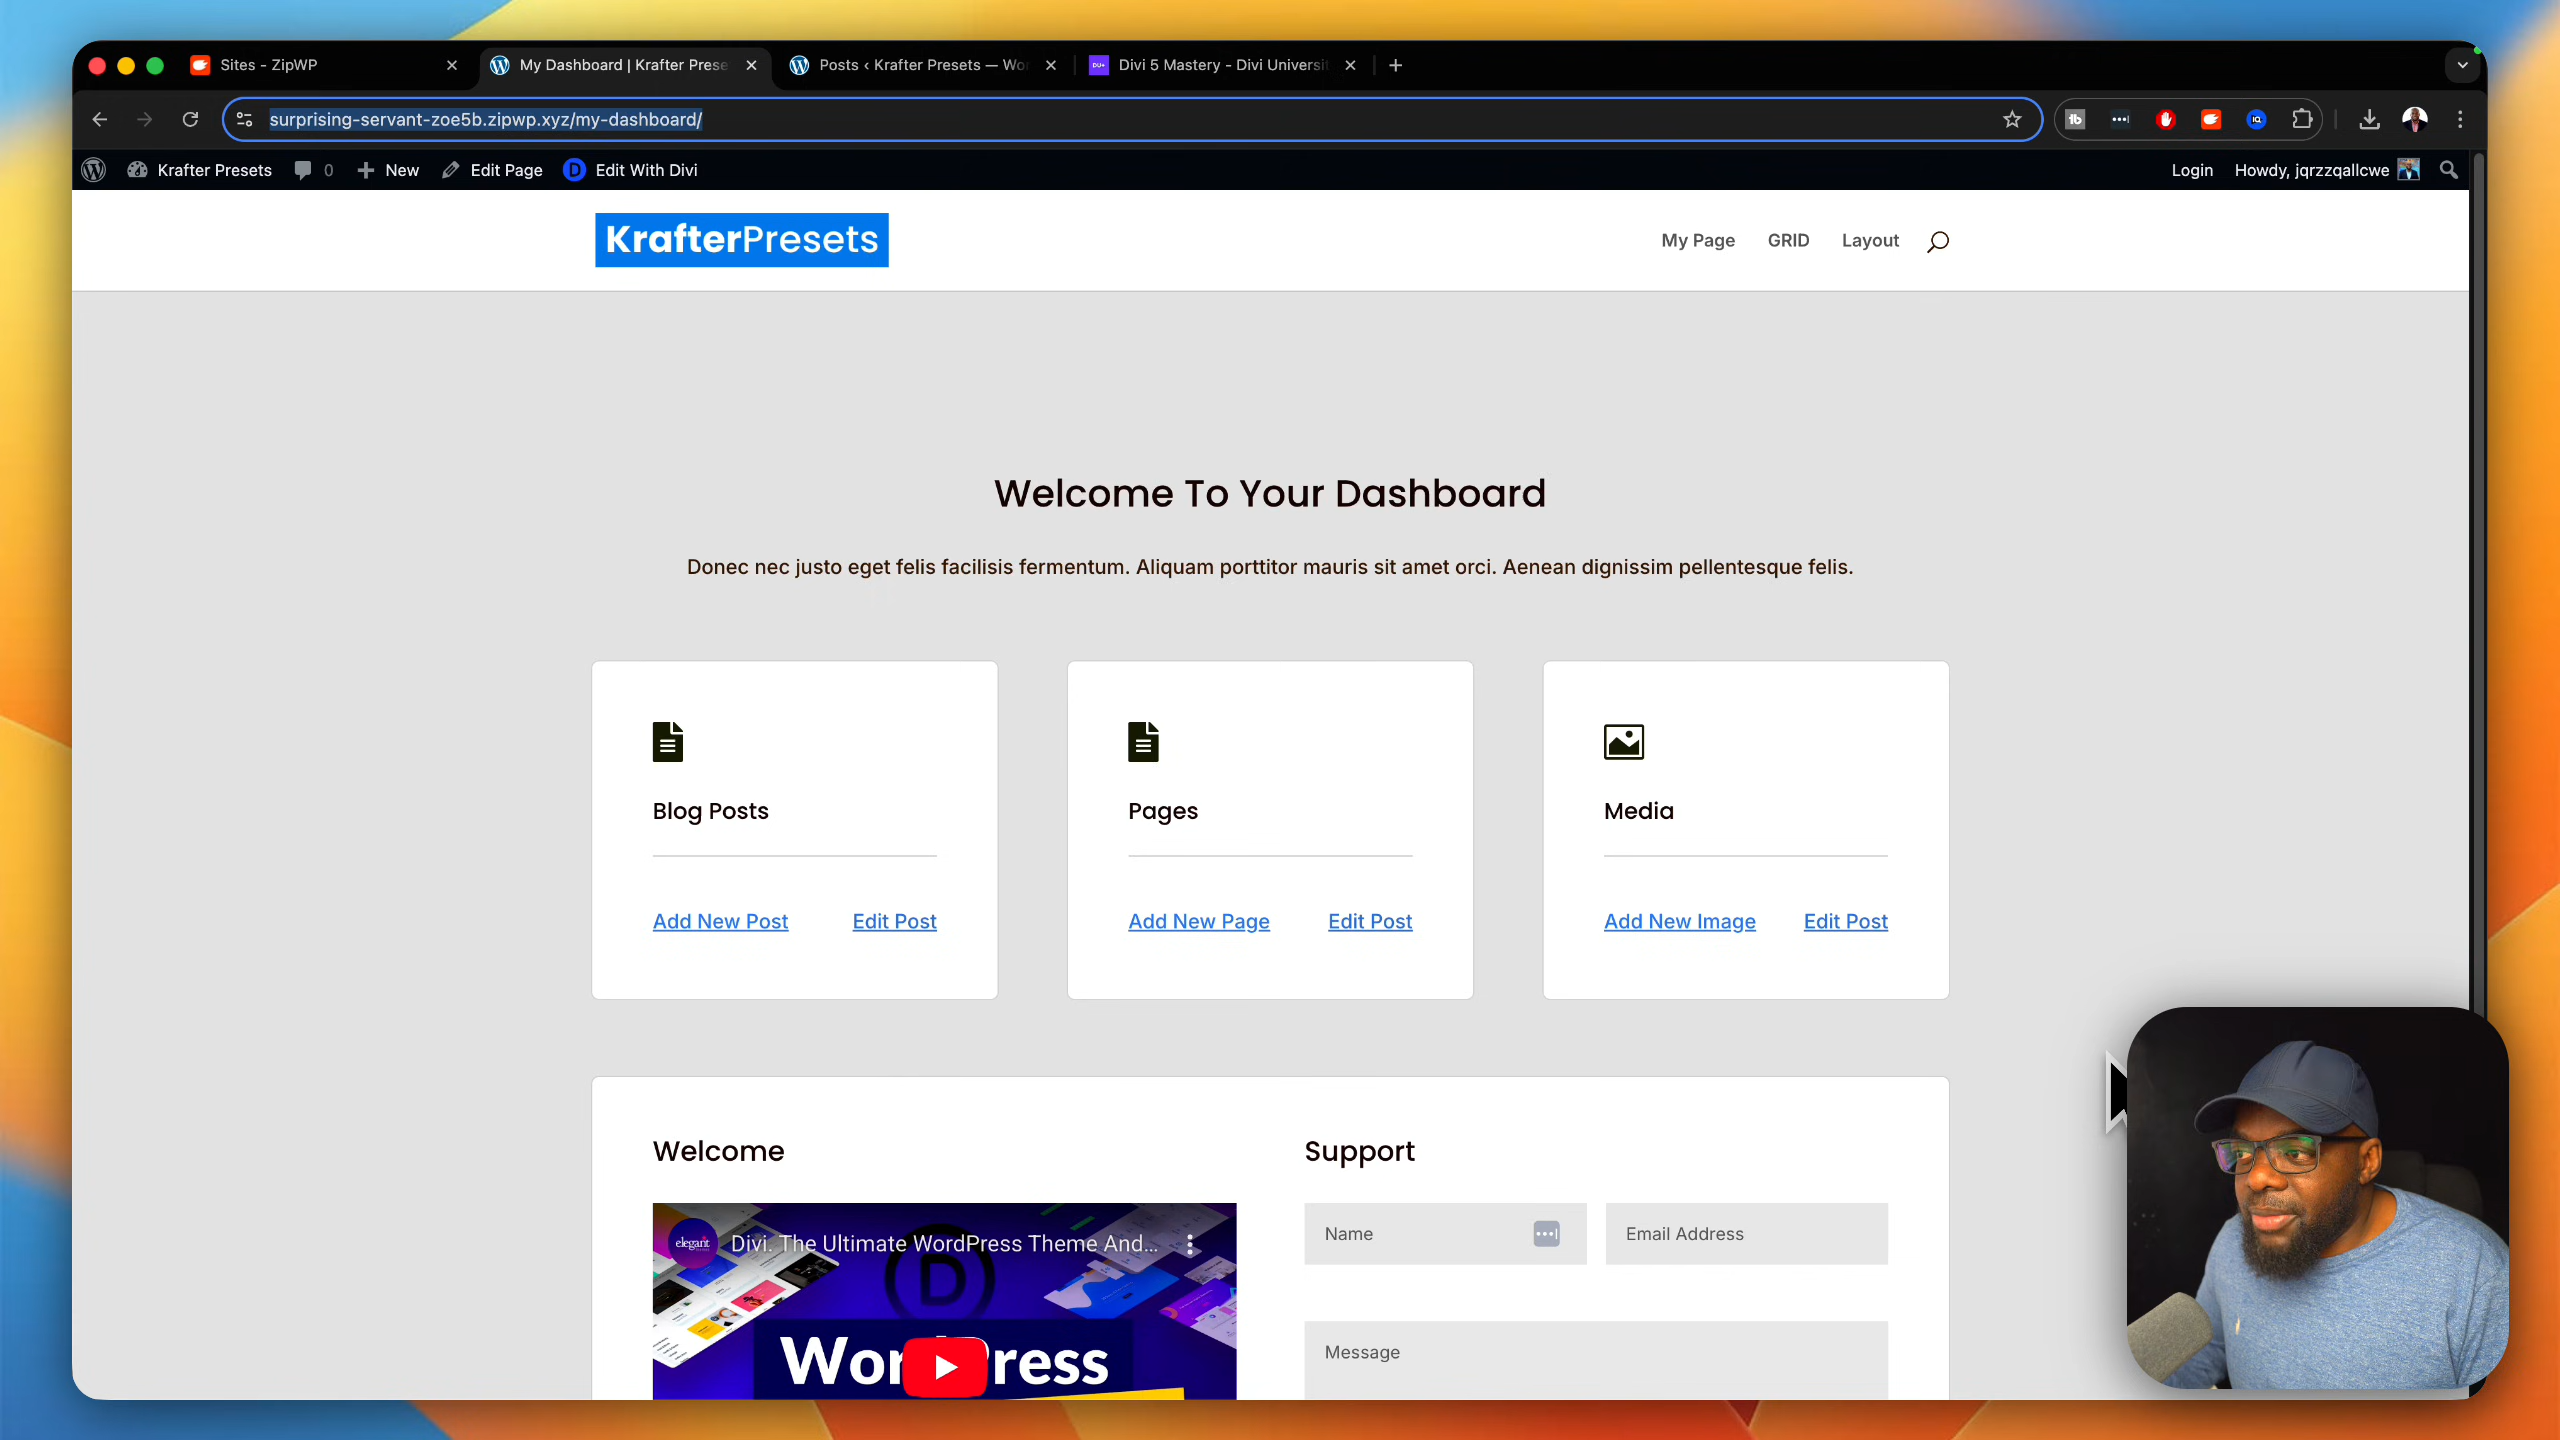 Sites - ZipWP
My Dashboard | Krafter Prese
Posts ‹ Krafter Presets — Wor
Divi 5 Mastery - Divi Universit
surprising-servant-zoe5b.zipwp.xyz/my-dashboard/
Krafter Presets
0
New
Edit Page
Edit With Divi
Login
Howdy, jqrzzqallcwe
KrafterPresets
My Page
GRID
Layout
Welcome To Your Dashboard
Donec nec justo eget felis facilisis fermentum. Aliquam porttitor mauris sit amet orci. Aenean dignissim pellentesque felis.
Blog Posts
Add New Post
Edit Post
Pages
Add New Page
Edit Post
Media
Add New Image
Edit Post
Welcome
elegant
Divi. The Ultimate WordPress Theme And...
WordPress
Support
Name
Email Address
Message